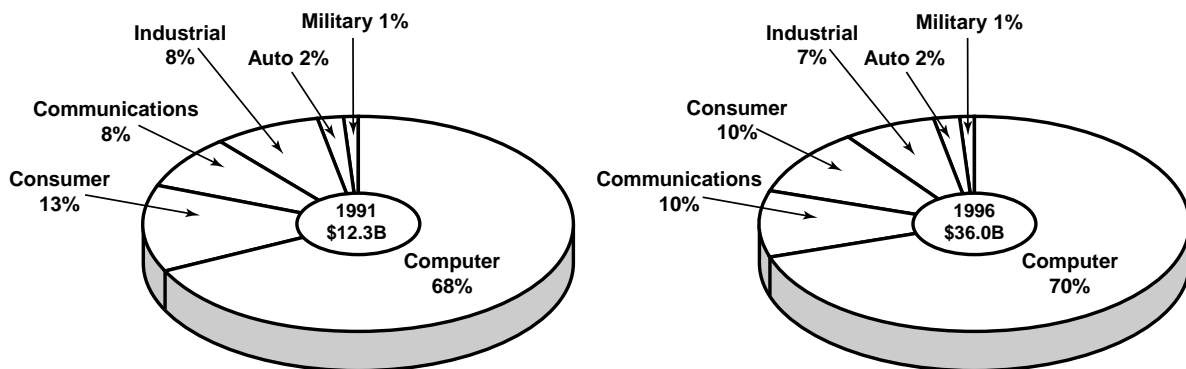 Military 1%
Industrial
8%
Auto 2%
Communications
8%
Consumer
13%
1991
$12.3B
Computer
68%
Military 1%
Industrial
7%
Auto 2%
Consumer
10%
Communications
10%
1996
$36.0B
Computer
70%